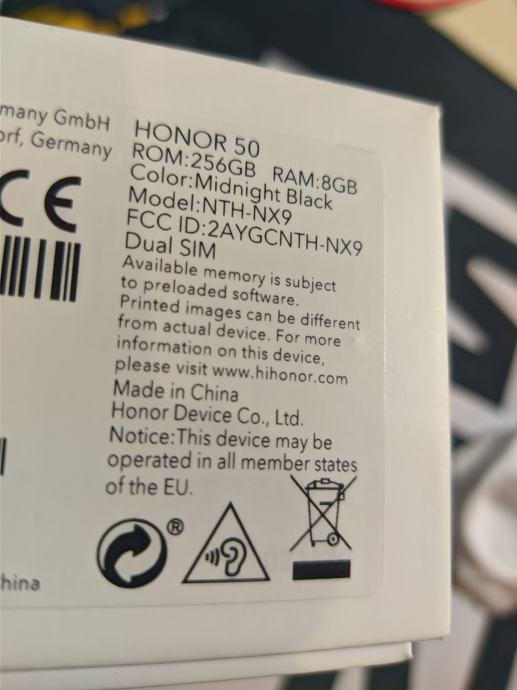 GmbH
Germany
CE
HONOR 50
ROM:256GB RAM:8GB
Color:Midnight Black
Model:NTH-NX9
FCC ID:2AYGCNTH-NX9
Dual SIM
Available memory is subject
to preloaded software.
Printed images can be different
from actual device. For more
information on this device,
please visit www.hihonor.com
Made in China
Honor Device Co., Ltd.
Notice:This device may be
operated in all member states
of the EU.
®
hina